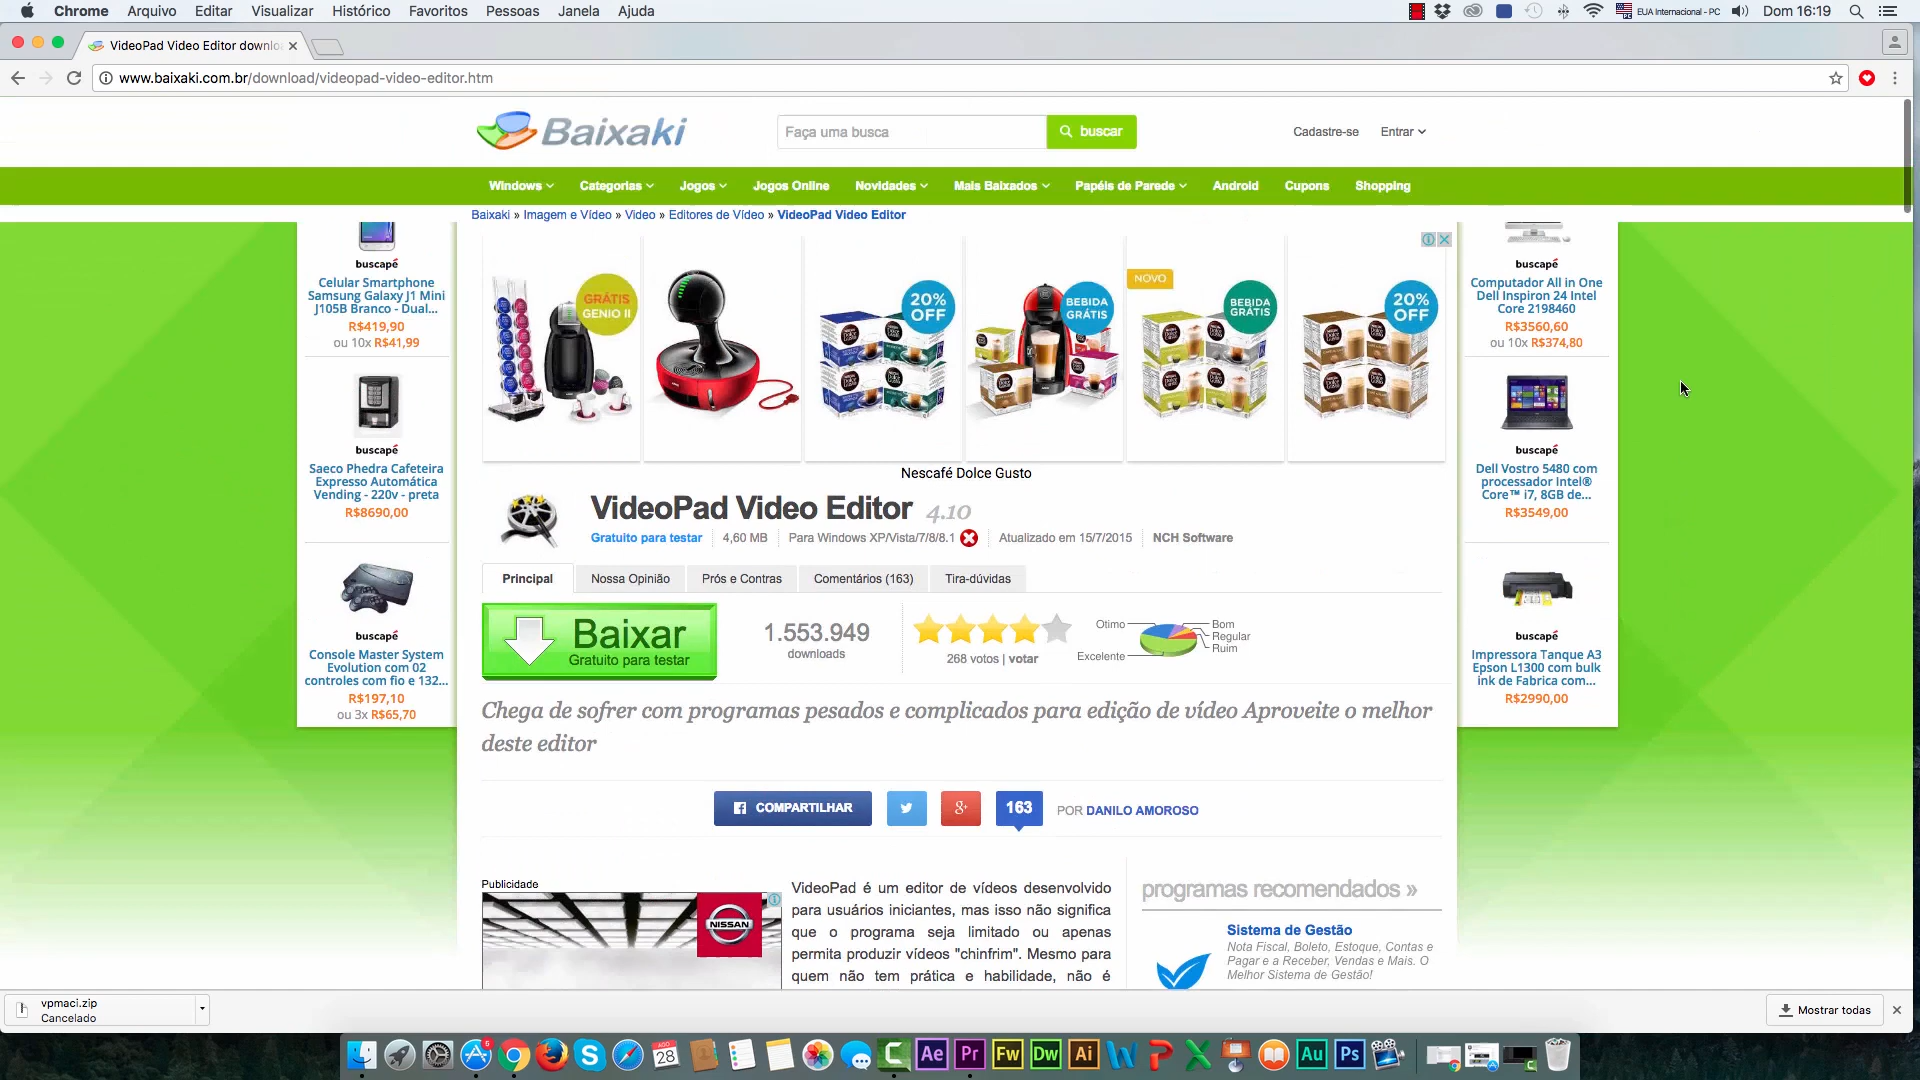 Chrome Arquivo Editar Visualizar Histórico Favoritos Pessoas Janela Ajuda EUA Internacional - PC Dom 16:19
VideoPad Video Editor downlo
www.baixaki.com.br/download/videopad-video-editor.htm
Baixaki Faça uma busca buscar Cadastre-se Entrar
Windows Categorias Jogos Jogos Online Novidades Mais Baixados Papéis de Parede Android Cupons Shopping
Baixaki » Imagem e Vídeo » Video » Editores de Vídeo » VideoPad Video Editor
buscapé
Celular Smartphone
Samsung Galaxy J1 Mini
J105B Branco - Dual...
R$419,90
ou 10x R$41,99
buscapé
Saeco Phedra Cafeteira
Expresso Automática
Vending - 220v - preta
R$8690,00
buscapé
Console Master System
Evolution com 02
controles com fio e 132...
R$197,10
ou 3x R$65,70
GRÁTIS
GENIO II
20%
OFF
BEBIDA
GRÁTIS
NOVO
BEBIDA
GRÁTIS
20%
OFF
Nescafé Dolce Gusto
VideoPad Video Editor 4.10
Gratuito para testar 4,60 MB Para Windows XP/Vista/7/8/8.1 Atualizado em 15/7/2015 NCH Software
Principal Nossa Opinião Prós e Contras Comentários (163) Tira-dúvidas
Baixar
Gratuito para testar
1.553.949
downloads
268 votos | votar
Otimo
Excelente
Bom
Regular
Ruim
Chega de sofrer com programas pesados e complicados para edição de vídeo Aproveite o melhor
deste editor
COMPARTILHAR g+ 163 POR DANILO AMOROSO
Publicidade
NISSAN
VideoPad é um editor de vídeos desenvolvido
para usuários iniciantes, mas isso não significa
que o programa seja limitado ou apenas
permita produzir vídeos "chinfrim". Mesmo para
quem não tem prática e habilidade, não é
programas recomendados »
Sistema de Gestão
Nota Fiscal, Boleto, Estoque, Contas e
Pagar e a Receber, Vendas e Mais. O
Melhor Sistema de Gestão!
buscapé
Computador All in One
Dell Inspiron 24 Intel
Core 2198460
R$3560,60
ou 10x R$374,80
buscapé
Dell Vostro 5480 com
processador Intel®
Core™ i7, 8GB de...
R$3549,00
buscapé
Impressora Tanque A3
Epson L1300 com bulk
ink de Fabrica com...
R$2990,00
vpmaci.zip
Cancelado
Mostrar todas
AGO
28
Ae Pr Fw Dw Ai Au Ps